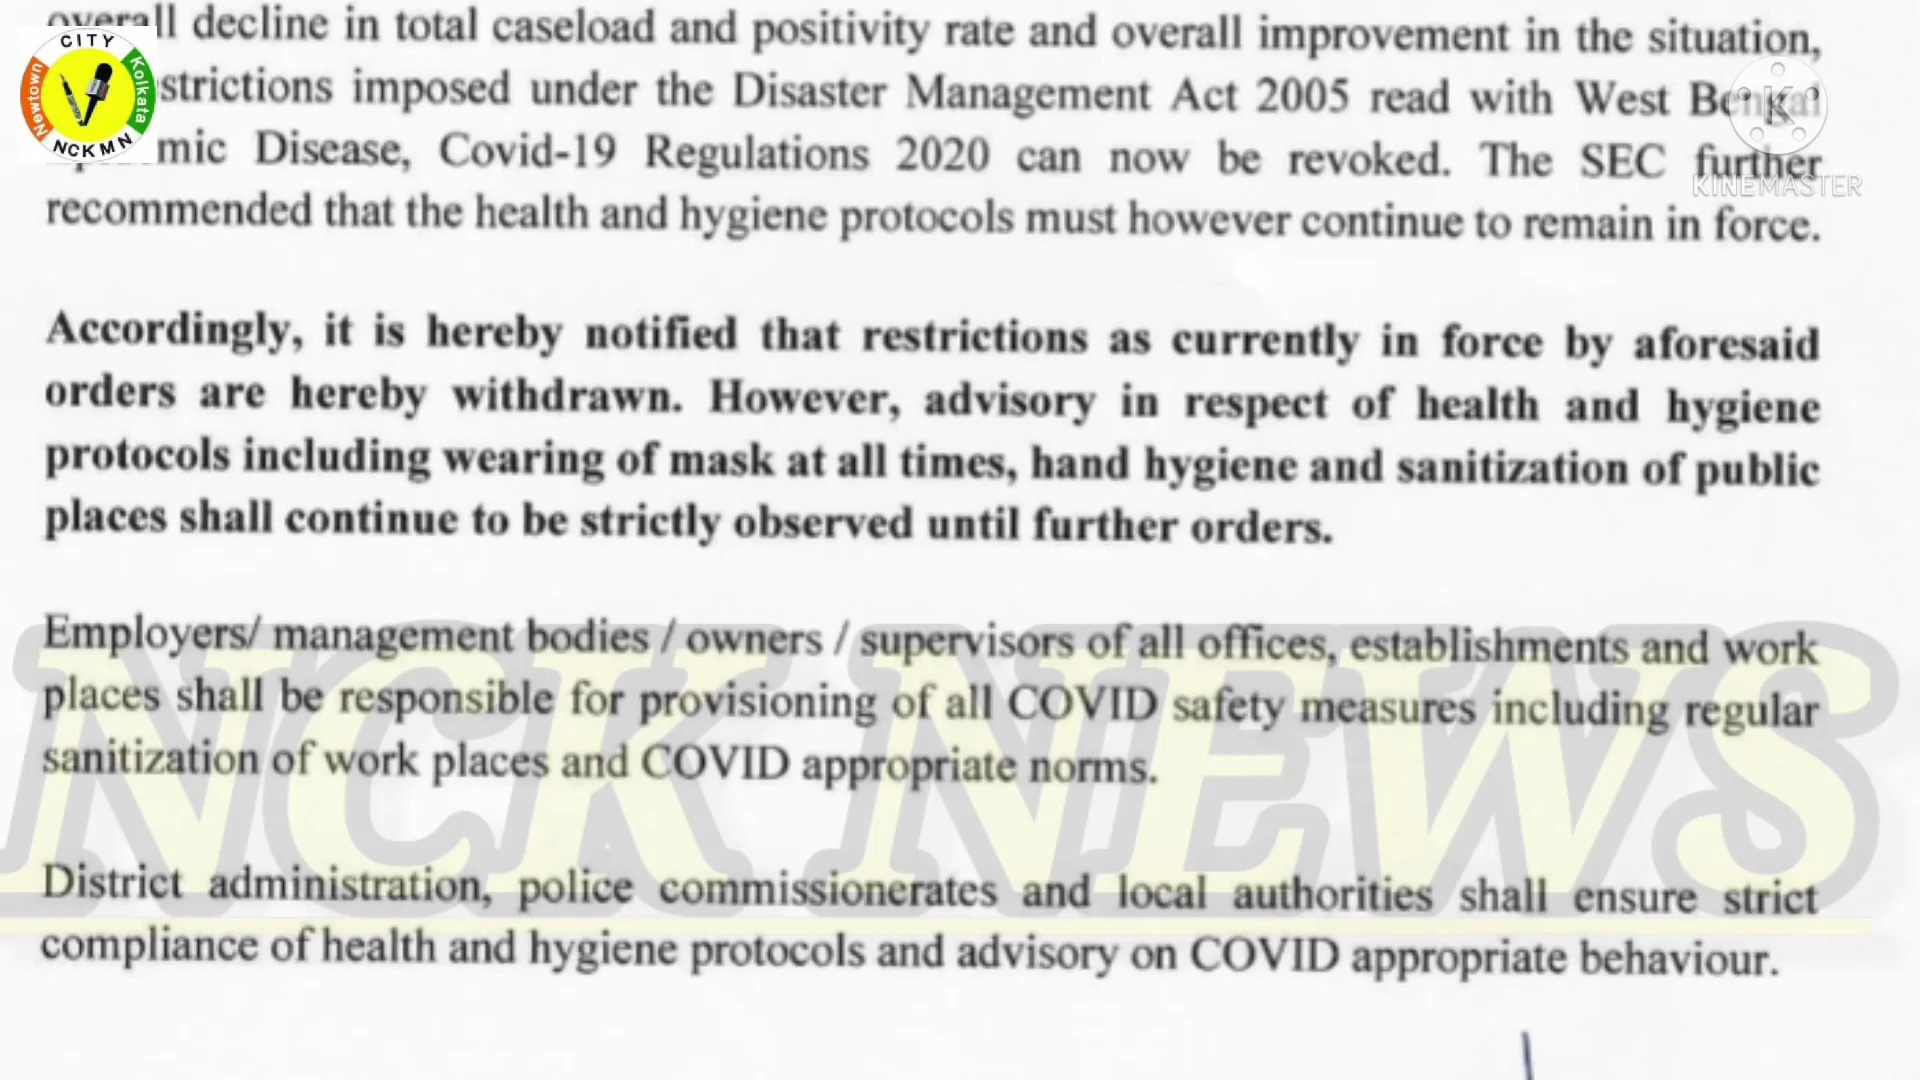 overall decline in total caseload and positivity rate and overall improvement in the situation,
strictions imposed under the Disaster Management Act 2005 read with West Bengal
mic Disease, Covid-19 Regulations 2020 can now be revoked. The SEC further
recommended that the health and hygiene protocols must however continue to remain in force.
Accordingly, it is hereby notified that restrictions as currently in force by aforesaid
orders are hereby withdrawn. However, advisory in respect of health and hygiene
protocols including wearing of mask at all times, hand hygiene and sanitization of public
places shall continue to be strictly observed until further orders.
Employers/ management bodies / owners / supervisors of all offices, establishments and work
places shall be responsible for provisioning of all COVID safety measures including regular
sanitization of work places and COVID appropriate norms.
District administration, police commissionerates and local authorities shall ensure strict
compliance of health and hygiene protocols and advisory on COVID appropriate behaviour.
CITY
Newtown
Kolkata
NCKMN
K
KINEMASTER
NCK NEWS